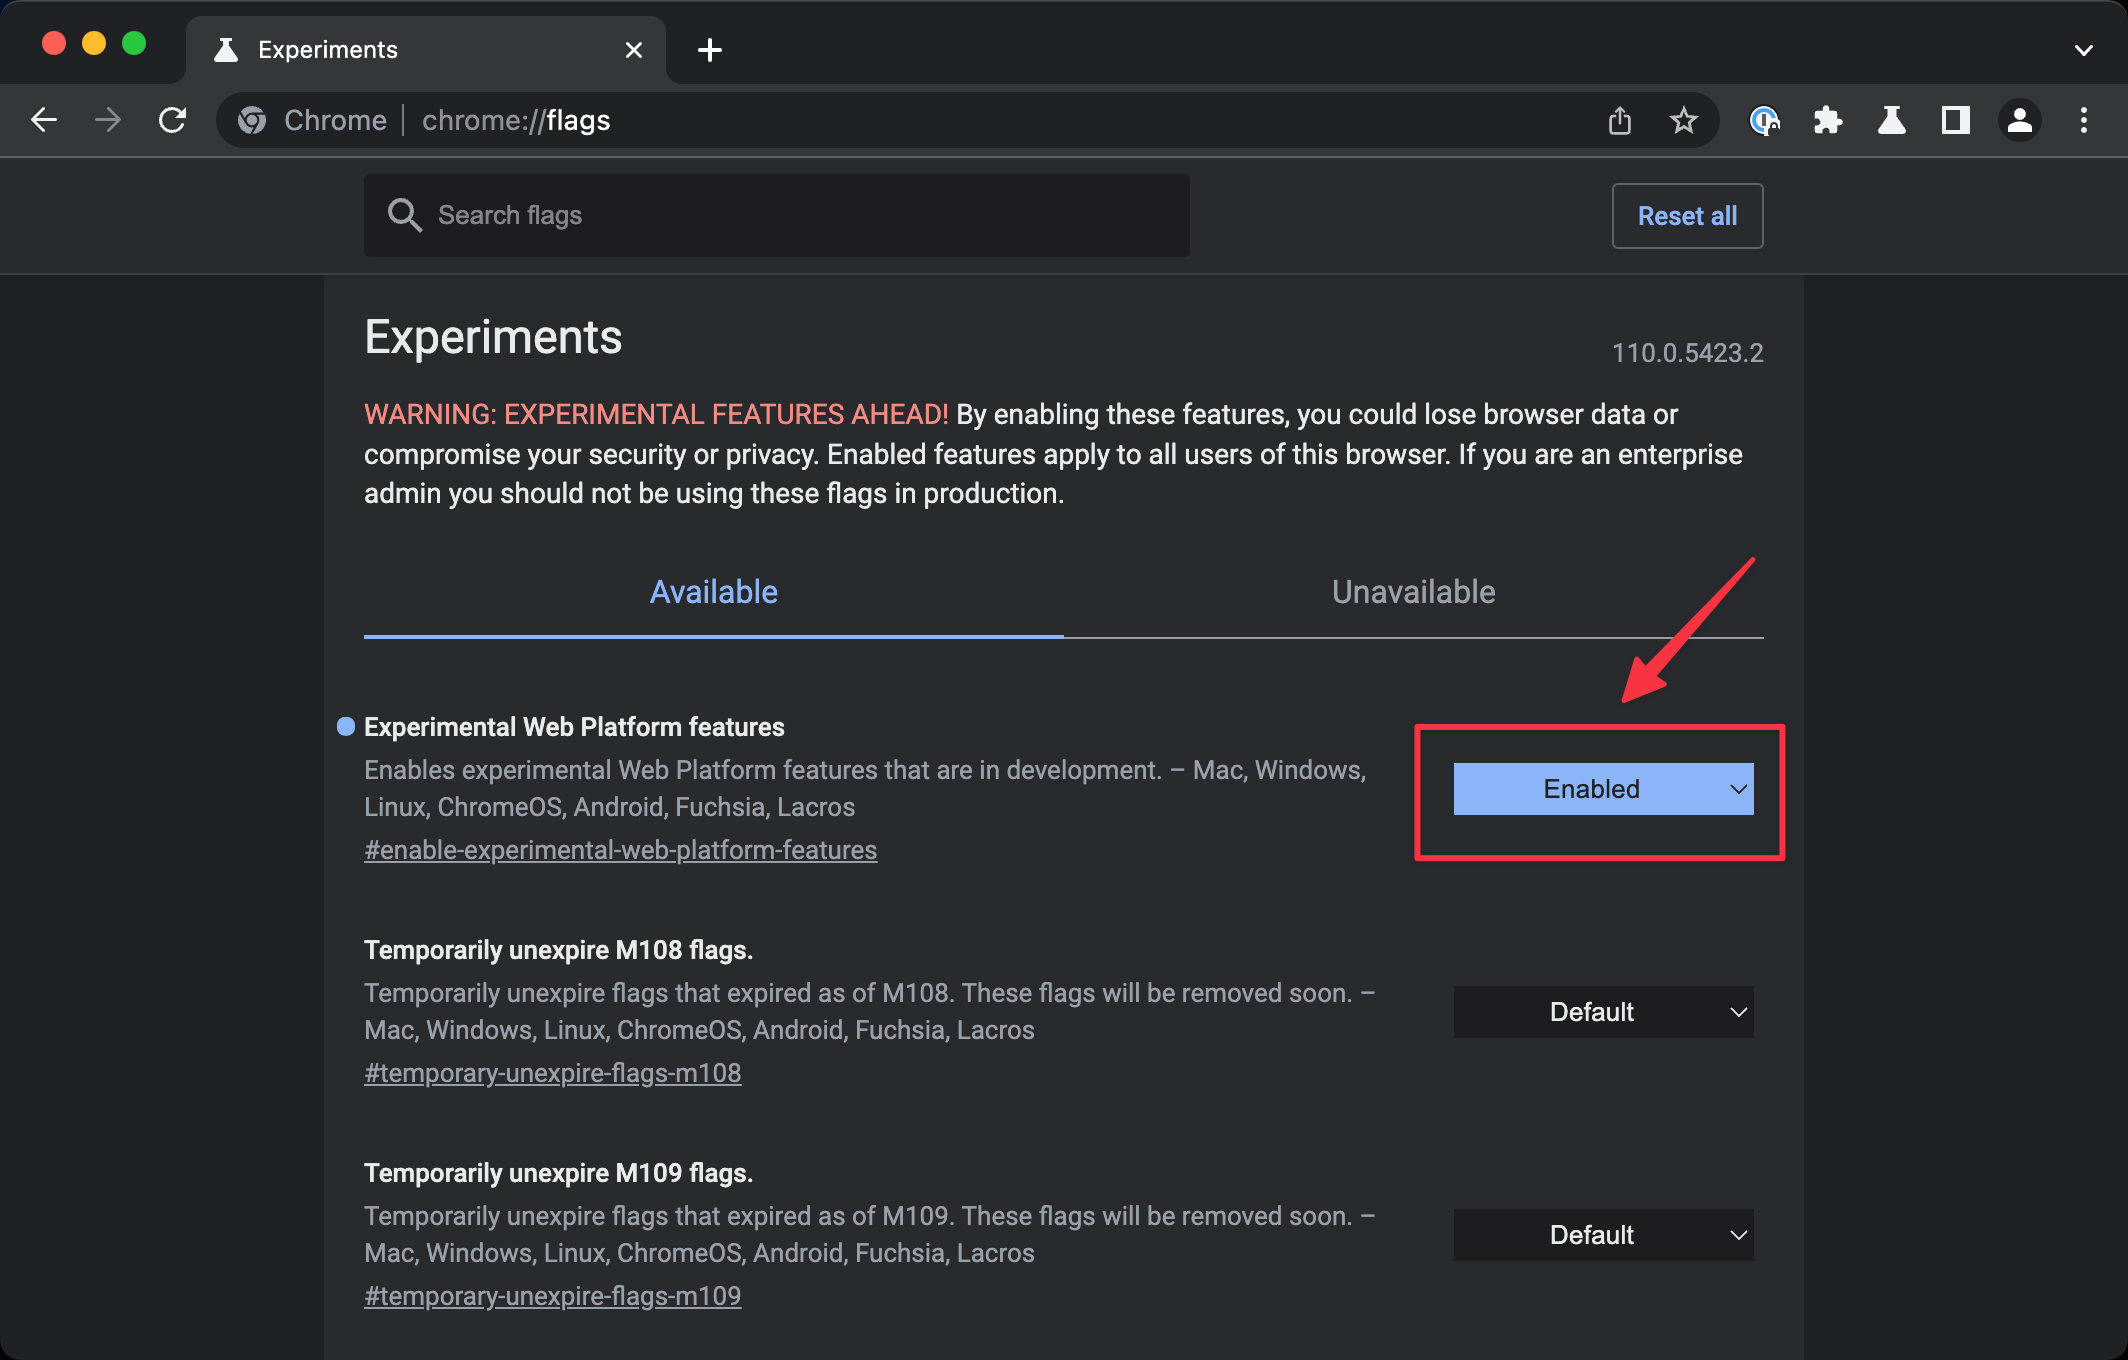 Experiments
Chrome
chrome://flags
Search flags
Reset all
Experiments
110.0.5423.2
WARNING: EXPERIMENTAL FEATURES AHEAD! By enabling these features, you could lose browser data or
compromise your security or privacy. Enabled features apply to all users of this browser. If you are an enterprise
admin you should not be using these flags in production.
Available
Unavailable
Experimental Web Platform features
Enables experimental Web Platform features that are in development. – Mac, Windows,
Linux, ChromeOS, Android, Fuchsia, Lacros
#enable-experimental-web-platform-features
Enabled
Temporarily unexpire M108 flags.
Temporarily unexpire flags that expired as of M108. These flags will be removed soon. –
Mac, Windows, Linux, ChromeOS, Android, Fuchsia, Lacros
#temporary-unexpire-flags-m108
Default
Temporarily unexpire M109 flags.
Temporarily unexpire flags that expired as of M109. These flags will be removed soon. –
Mac, Windows, Linux, ChromeOS, Android, Fuchsia, Lacros
#temporary-unexpire-flags-m109
Default